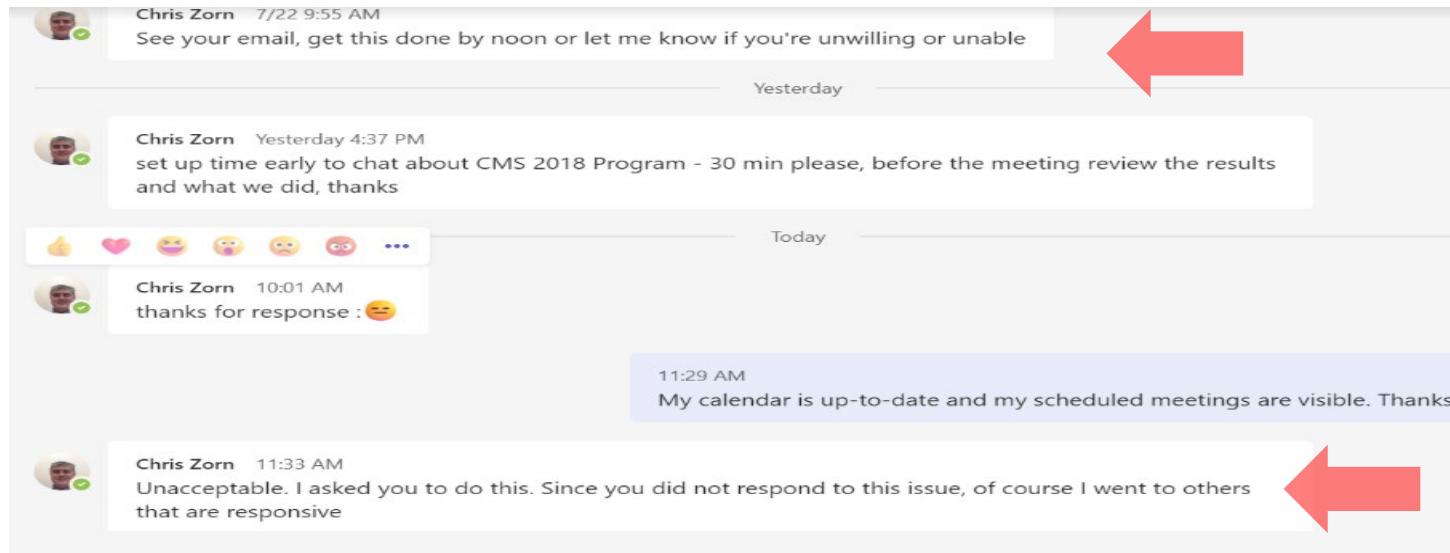 Chris Zorn 7/22 9:55 AM
See your email, get this done by noon or let me know if you're unwilling or unable
Yesterday
Chris Zorn Yesterday 4:37 PM
set up time early to chat about CMS 2018 Program - 30 min please, before the meeting review the results
and what we did, thanks
Today
Chris Zorn 10:01 AM
thanks for response :
11:29 AM
My calendar is up-to-date and my scheduled meetings are visible. Thanks
Chris Zorn 11:33 AM
Unacceptable. I asked you to do this. Since you did not respond to this issue, of course I went to others
that are responsive